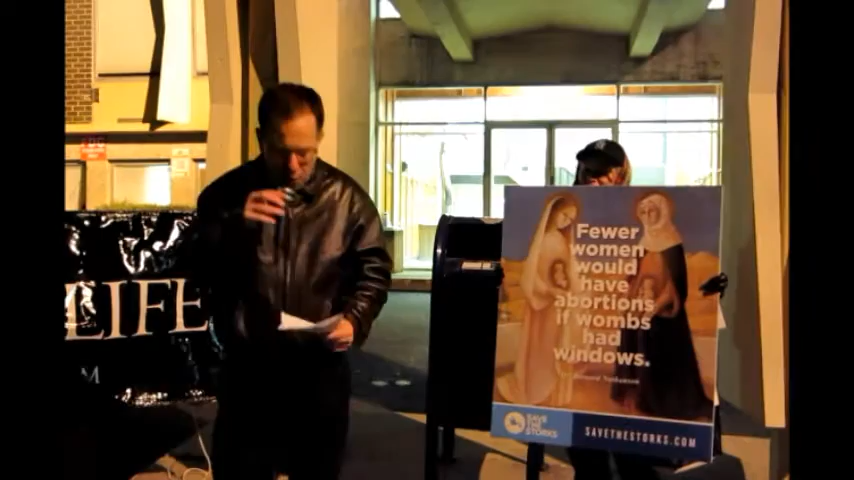 LIFE
M
Fewer
women
would
have
abortions
if wombs
had
windows.
SAVE
THE
STORKS
SAVETHESTORKS.COM